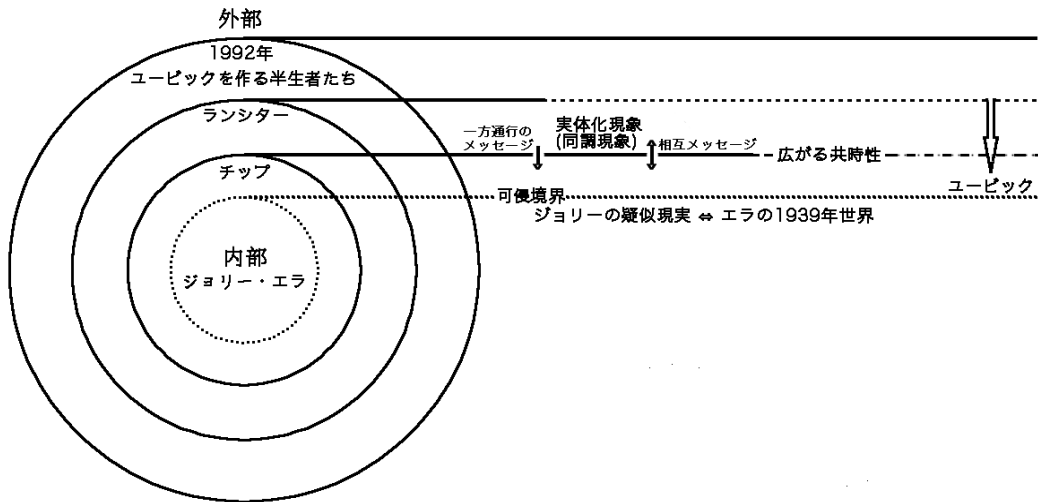 外部
1992年
ユービックを作る半生者たち
ランシター
一方通行の
メッセージ
実体化現象
(同調現象)
相互メッセージ
広がる共時性
チップ
ユービック
可侵境界
ジョリーの疑似現実 ⇔ エラの1939年世界
内部
ジョリー・エラ